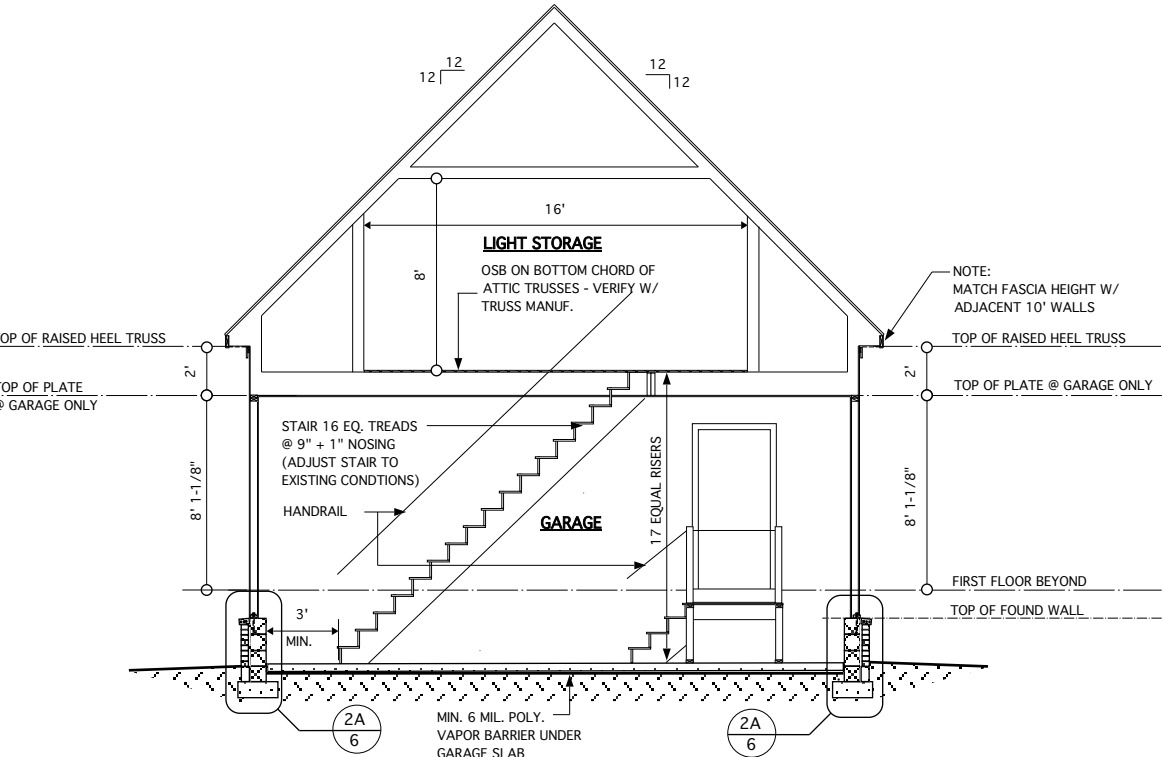 12
12
12
12
16'
LIGHT STORAGE
8'
OSB ON BOTTOM CHORD OF
ATTIC TRUSSES - VERIFY W/
TRUSS MANUF.
NOTE:
MATCH FASCIA HEIGHT W/
ADJACENT 10' WALLS
TOP OF RAISED HEEL TRUSS
TOP OF RAISED HEEL TRUSS
2'
2'
TOP OF PLATE
@ GARAGE ONLY
TOP OF PLATE @ GARAGE ONLY
STAIR 16 EQ. TREADS
@ 9" + 1" NOSING
(ADJUST STAIR TO
EXISTING CONDTIONS)
HANDRAIL
8' 1-1/8"
GARAGE
17 EQUAL RISERS
8' 1-1/8"
FIRST FLOOR BEYOND
TOP OF FOUND WALL
3'
MIN.
MIN. 6 MIL. POLY.
VAPOR BARRIER UNDER
GARAGE SLAB
2A
6
2A
6